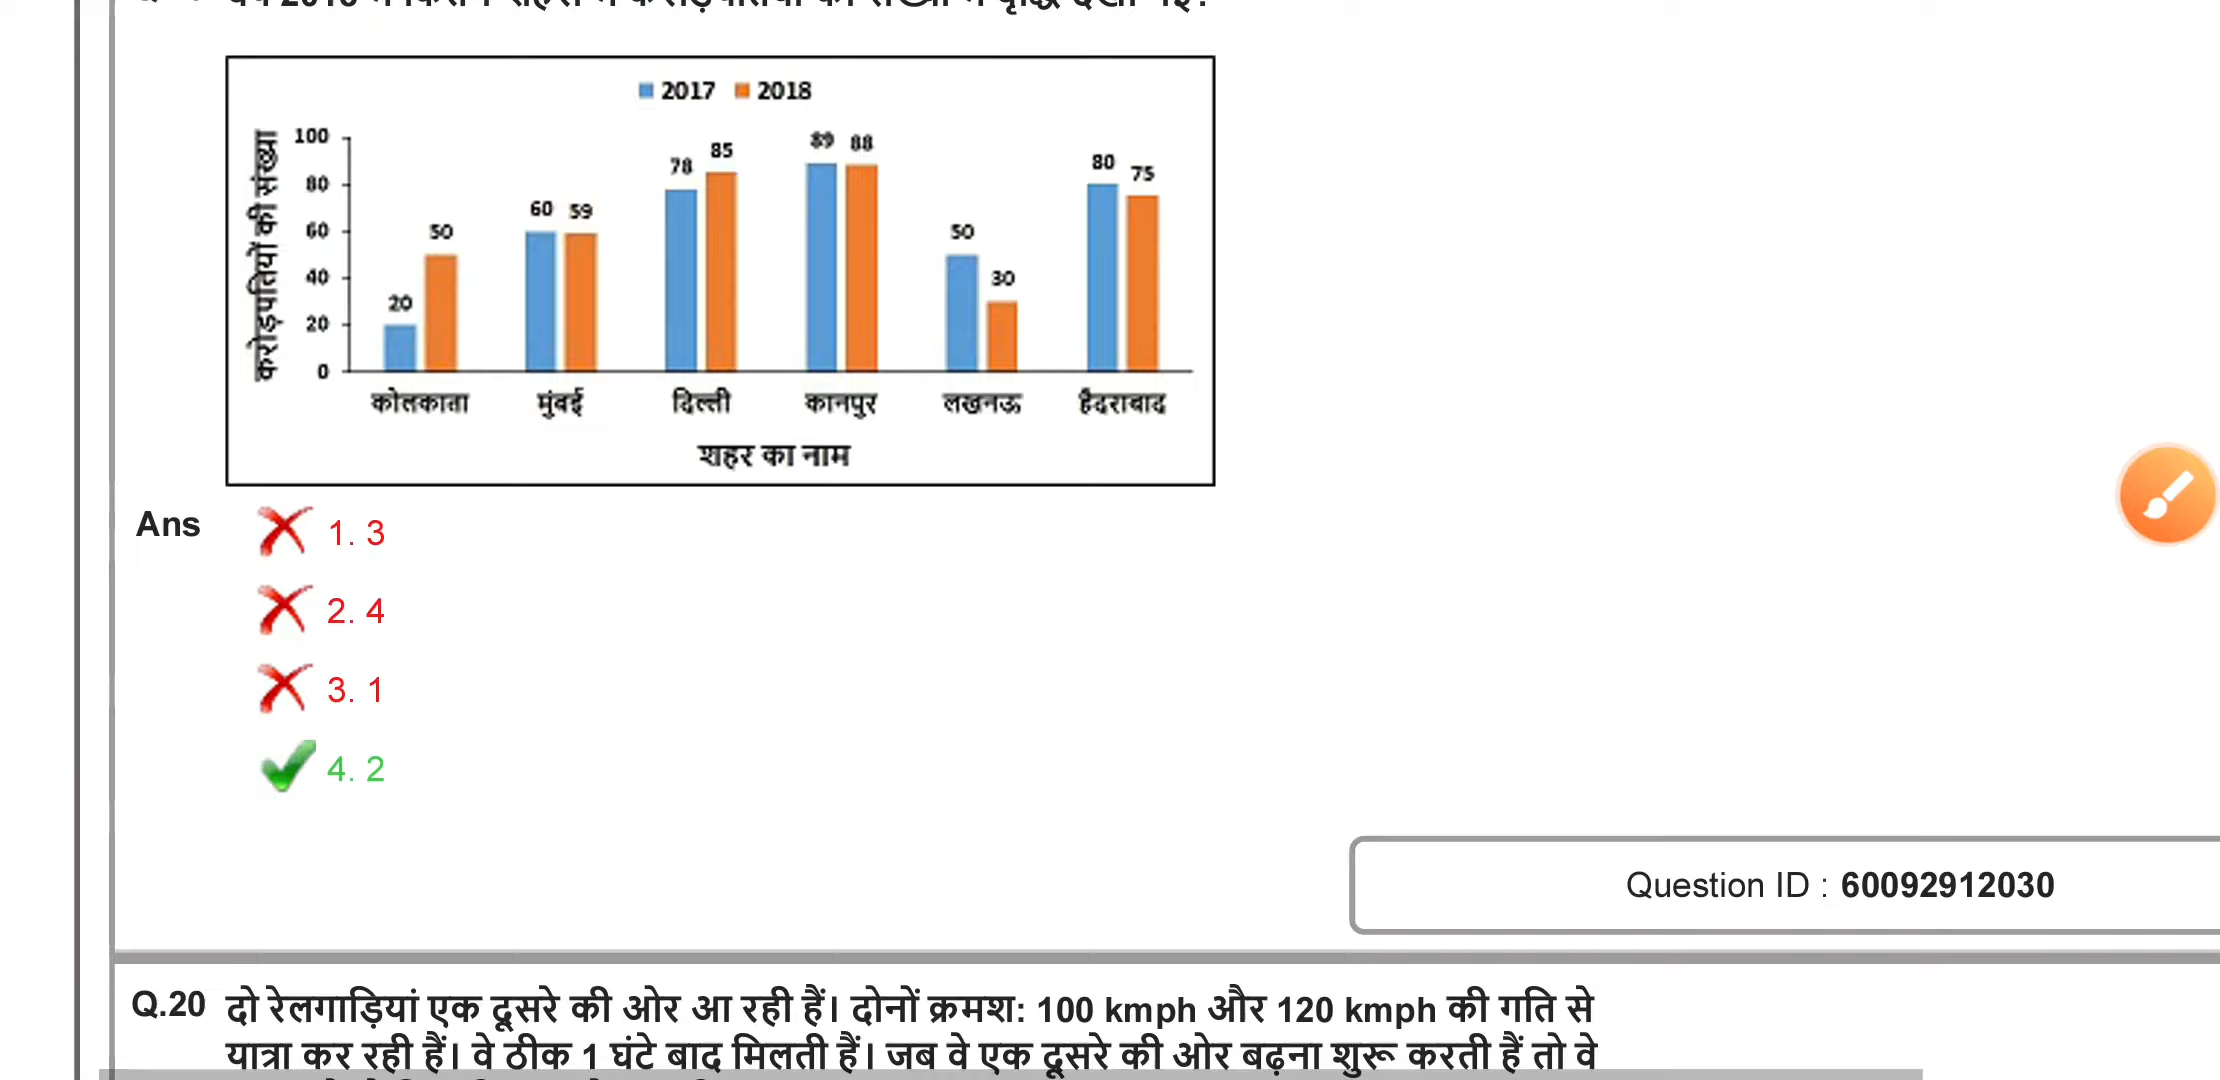 2017 2018
करोड़पतियों की संख्या
100
80
60
40
20
0
20 50 60 59 78 85 89 88 50 30 80 75
कोलकाता मुंबई दिल्ली कानपुर लखनऊ हैदराबाद
शहर का नाम
Ans
1. 3
2. 4
3. 1
4. 2
Question ID : 60092912030
Q.20 दो रेलगाड़ियां एक दूसरे की ओर आ रही हैं। दोनों क्रमश: 100 kmph और 120 kmph की गति से
यात्रा कर रही हैं। वे ठीक 1 घंटे बाद मिलती हैं। जब वे एक दूसरे की ओर बढ़ना शुरू करती हैं तो वे